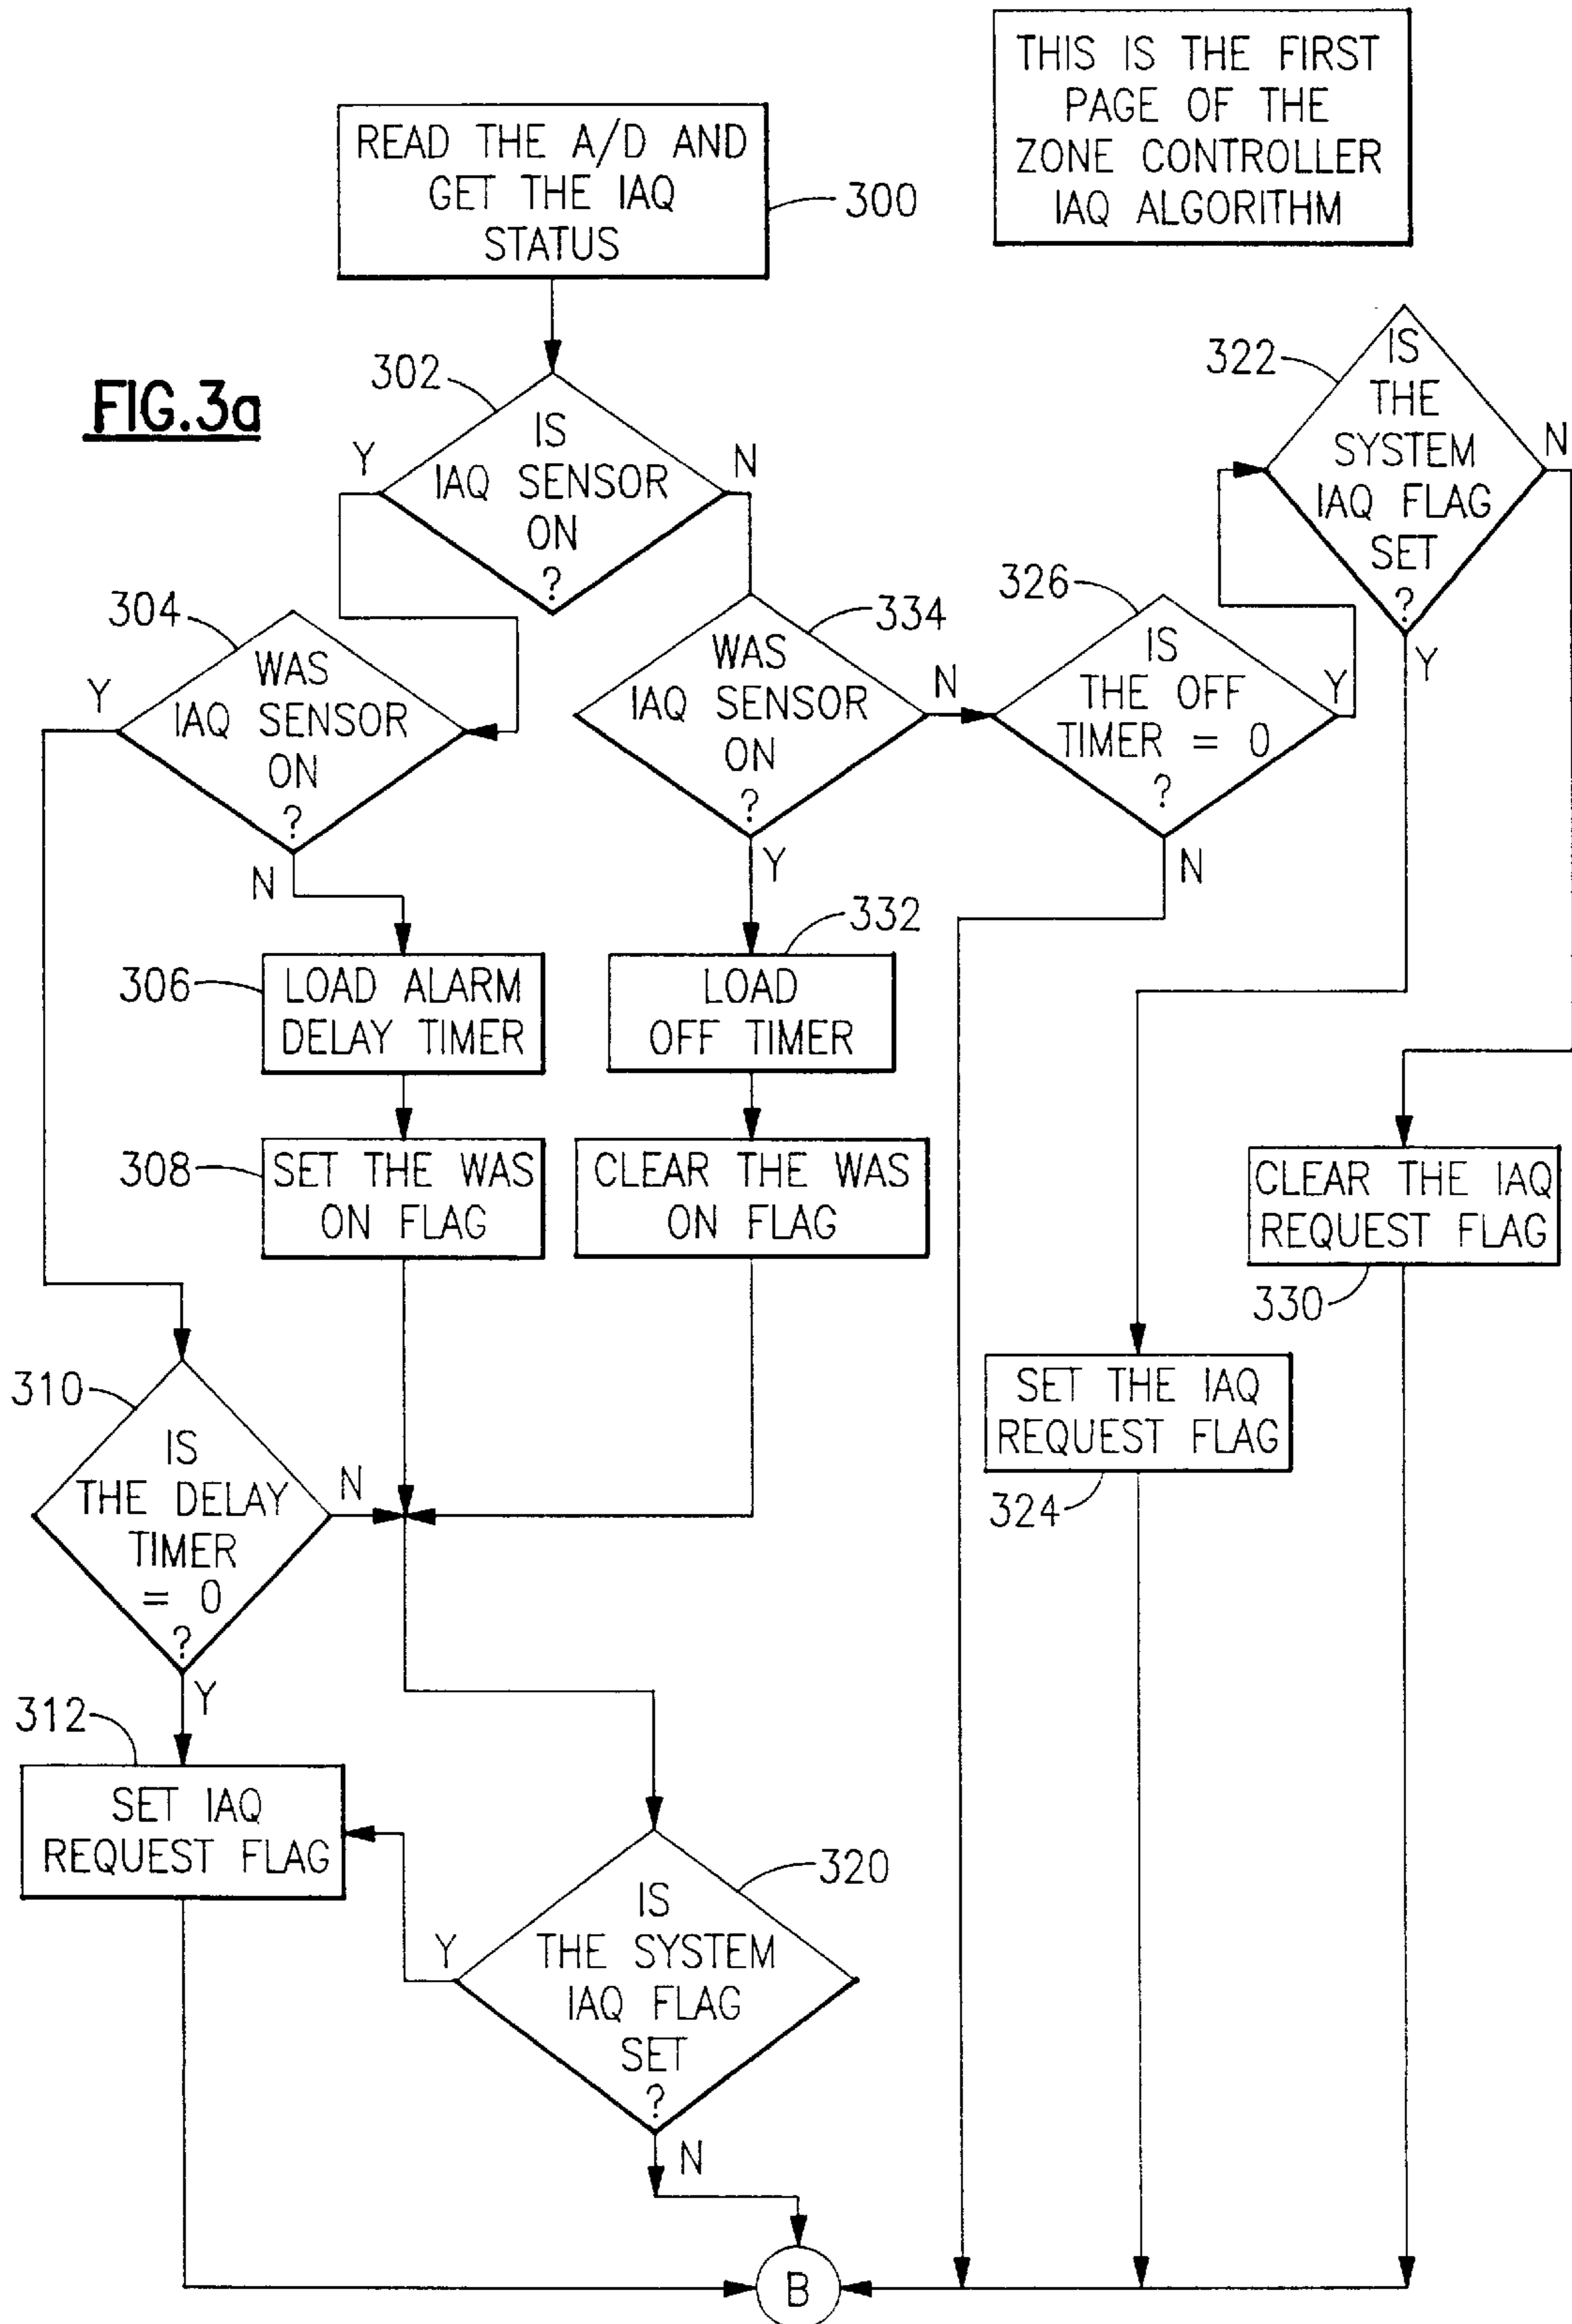 THIS IS THE FIRST
PAGE OF THE
ZONE CONTROLLER
IAQ ALGORITHM
READ THE A/D AND
GET THE IAQ
STATUS
300
FIG.3a
302
IS
IAQ SENSOR
ON
?
Y
N
322
IS
THE
SYSTEM
IAQ FLAG
SET
?
N
Y
304
WAS
IAQ SENSOR
ON
?
Y
N
334
WAS
IAQ SENSOR
ON
?
N
Y
326
IS
THE OFF
TIMER = 0
?
Y
N
306
LOAD ALARM
DELAY TIMER
332
LOAD
OFF TIMER
308
SET THE WAS
ON FLAG
CLEAR THE WAS
ON FLAG
CLEAR THE IAQ
REQUEST FLAG
330
310
IS
THE DELAY
TIMER
= 0
?
N
Y
SET THE IAQ
REQUEST FLAG
324
312
SET IAQ
REQUEST FLAG
320
IS
THE SYSTEM
IAQ FLAG
SET
?
Y
N
B